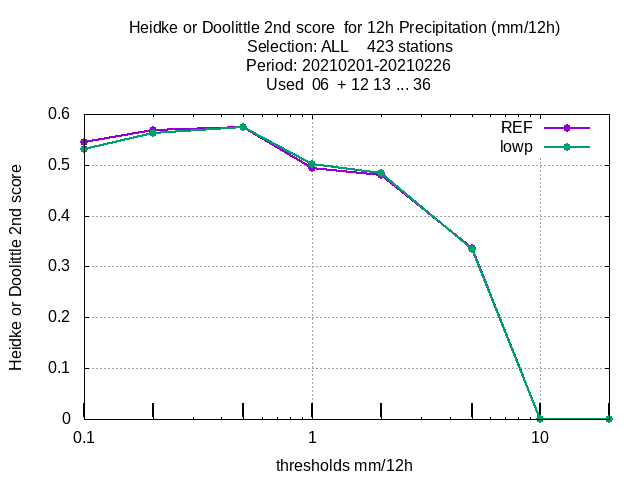 Heidke or Doolittle 2nd score  for 12h Precipitation (mm/12h)
Selection: ALL    423 stations
Period: 20210201-20210226
Used  06  + 12 13 ... 36
REF
lowp
0.6
0.5
0.4
0.3
0.2
0.1
0
Heidke or Doolittle 2nd score
0.1 1 10
thresholds mm/12h